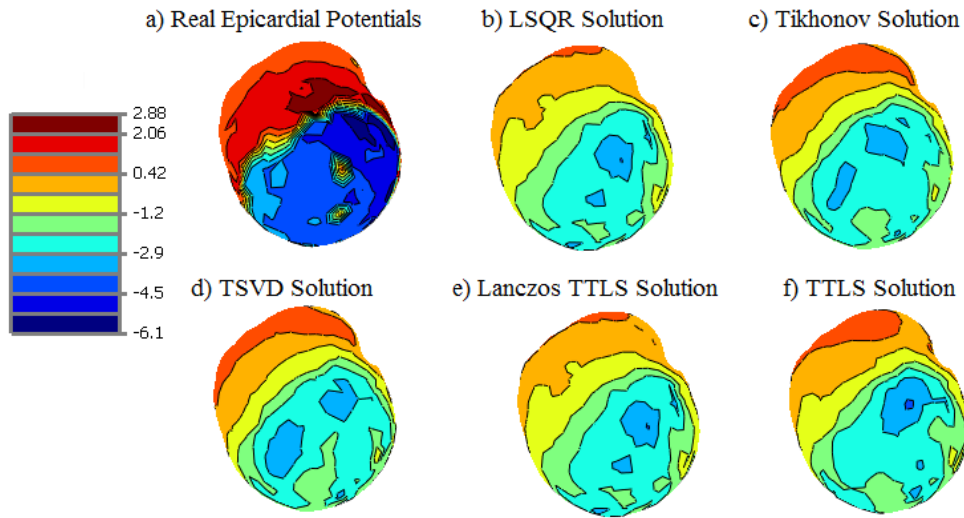 a) Real Epicardial Potentials
b) LSQR Solution
c) Tikhonov Solution
2.88
2.06
0.42
-1.2
-2.9
-4.5
-6.1
d) TSVD Solution
e) Lanczos TTLS Solution
f) TTLS Solution